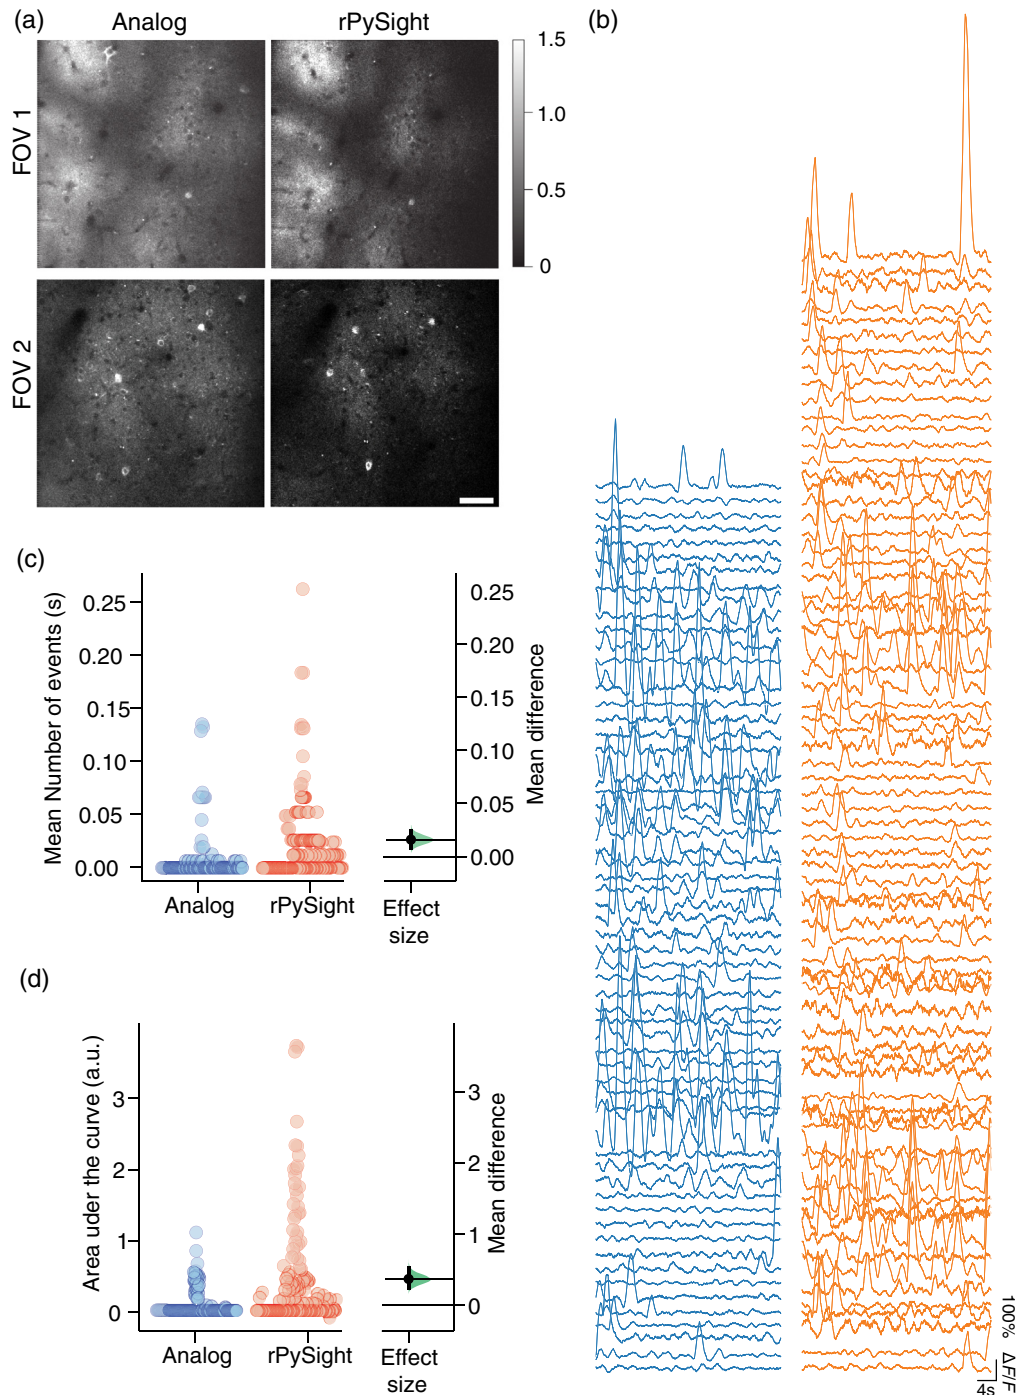 (a)
Analog
rPySight
(b)
FOV 1
FOV 2
1.5
1.0
0.5
0
(c)
Mean Number of events (s)
0.25
0.20
0.15
0.10
0.05
0.00
Analog
rPySight
Effect
size
0.25
0.20
0.15
0.10
0.05
0.00
Mean difference
(d)
Area uder the curve (a.u.)
3
2
1
0
Analog
rPySight
Effect
size
3
2
1
0
Mean difference
100% ΔF/F
4s